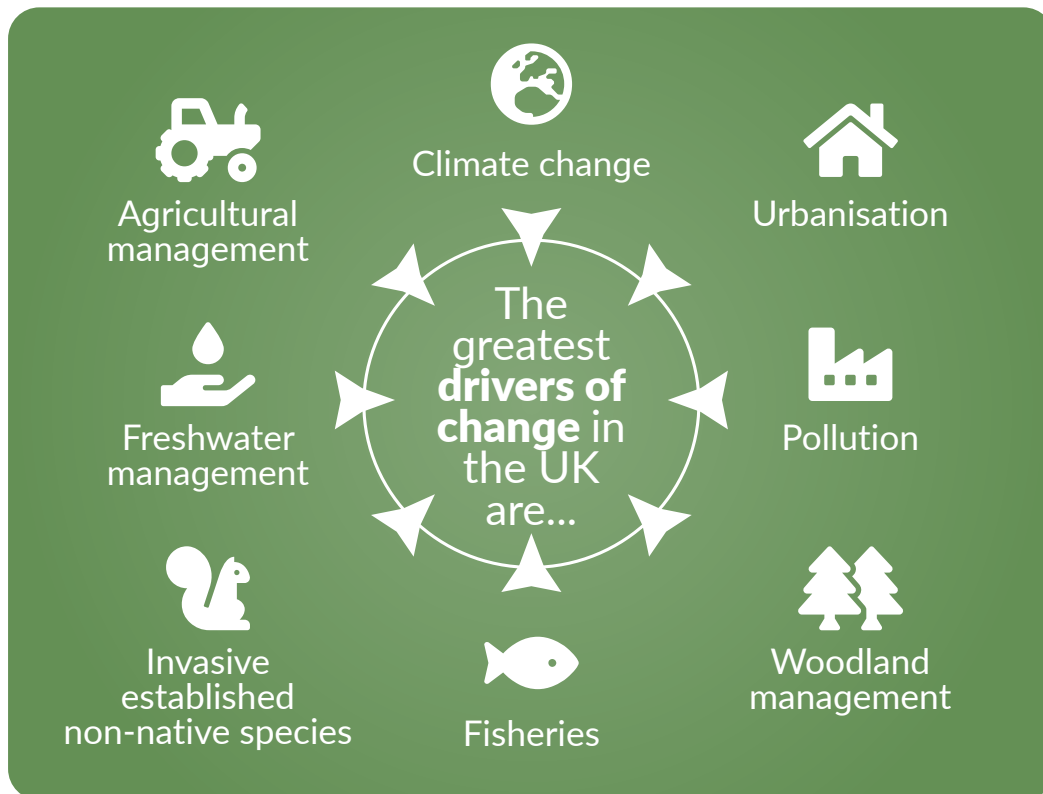 Climate change
Agricultural
management
Urbanisation
The
greatest
drivers of
change in
the UK
are...
Freshwater
management
Pollution
Invasive
established
non-native species
Fisheries
Woodland
management